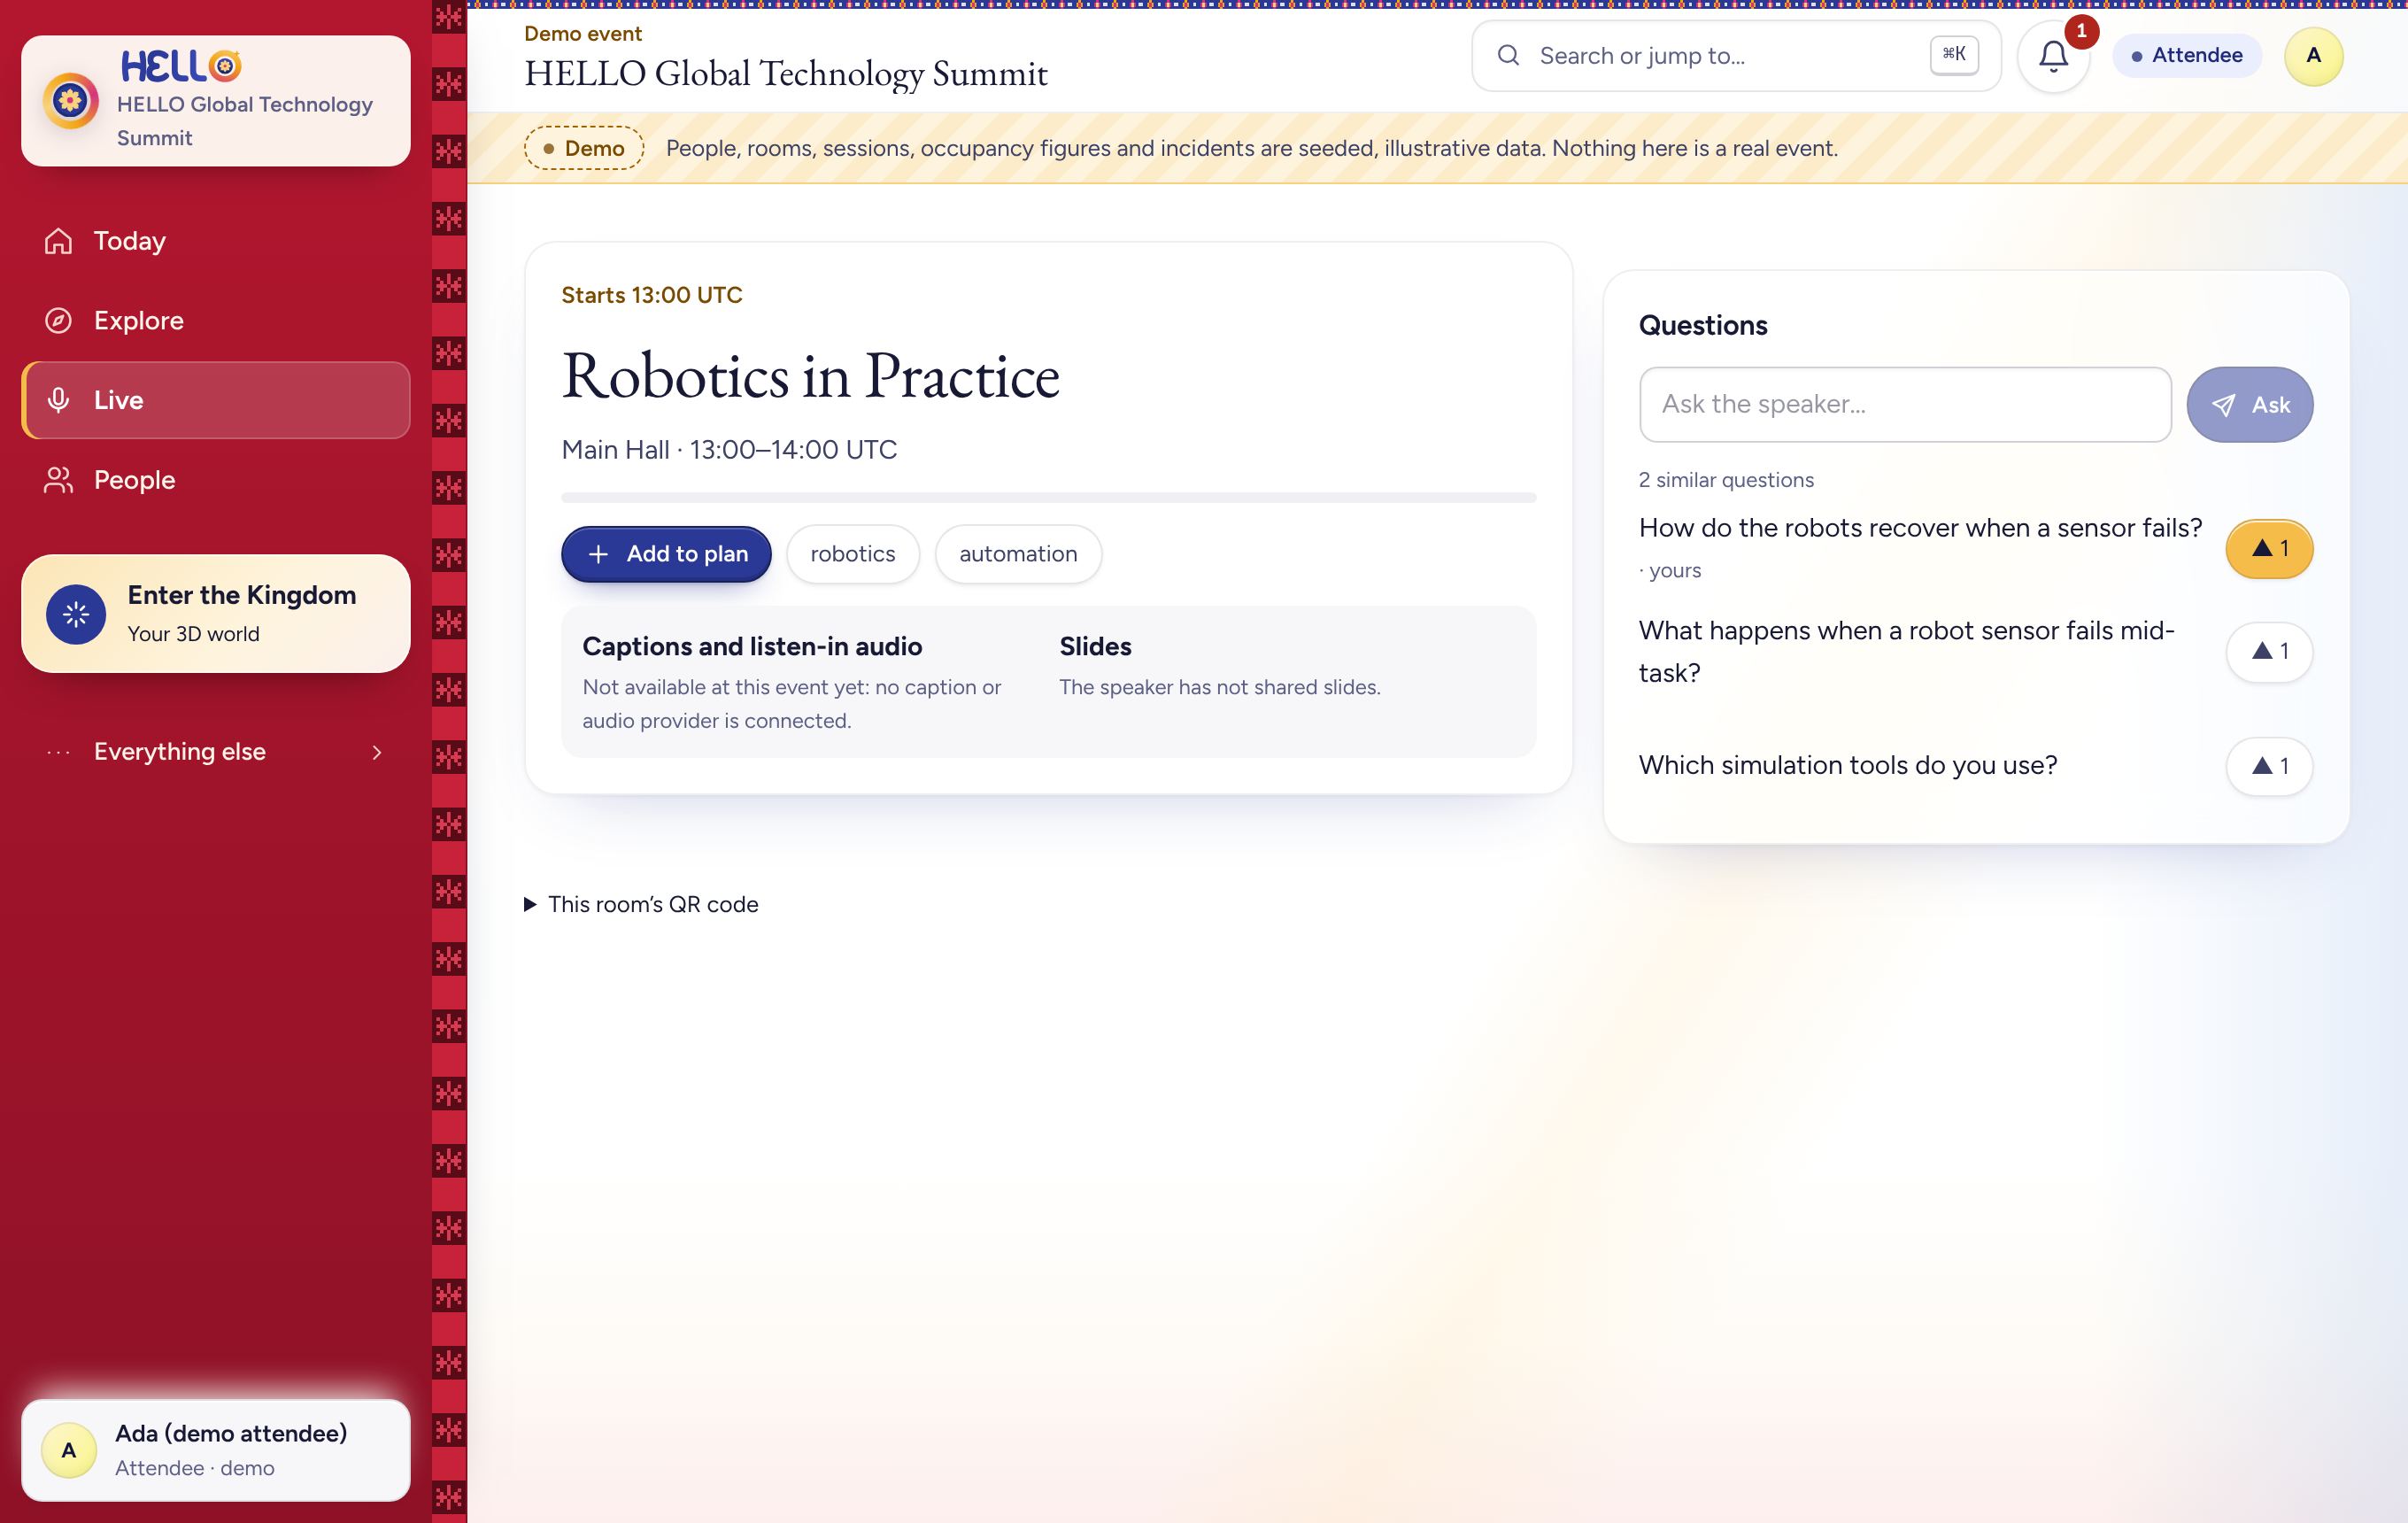 HELLO
HELLO Global Technology
Summit
Today
Explore
Live
People
Enter the Kingdom
Your 3D world
Everything else
A
Ada (demo attendee)
Attendee · demo
Demo event
HELLO Global Technology Summit
Search or jump to...
⌘K
1
Attendee
A
Demo
People, rooms, sessions, occupancy figures and incidents are seeded, illustrative data. Nothing here is a real event.
Starts 13:00 UTC
Robotics in Practice
Main Hall · 13:00–14:00 UTC
Add to plan
robotics
automation
Captions and listen-in audio
Not available at this event yet: no caption or
audio provider is connected.
Slides
The speaker has not shared slides.
This room’s QR code
Questions
Ask the speaker...
Ask
2 similar questions
How do the robots recover when a sensor fails?
· yours
▲ 1
What happens when a robot sensor fails mid-
task?
▲ 1
Which simulation tools do you use?
▲ 1